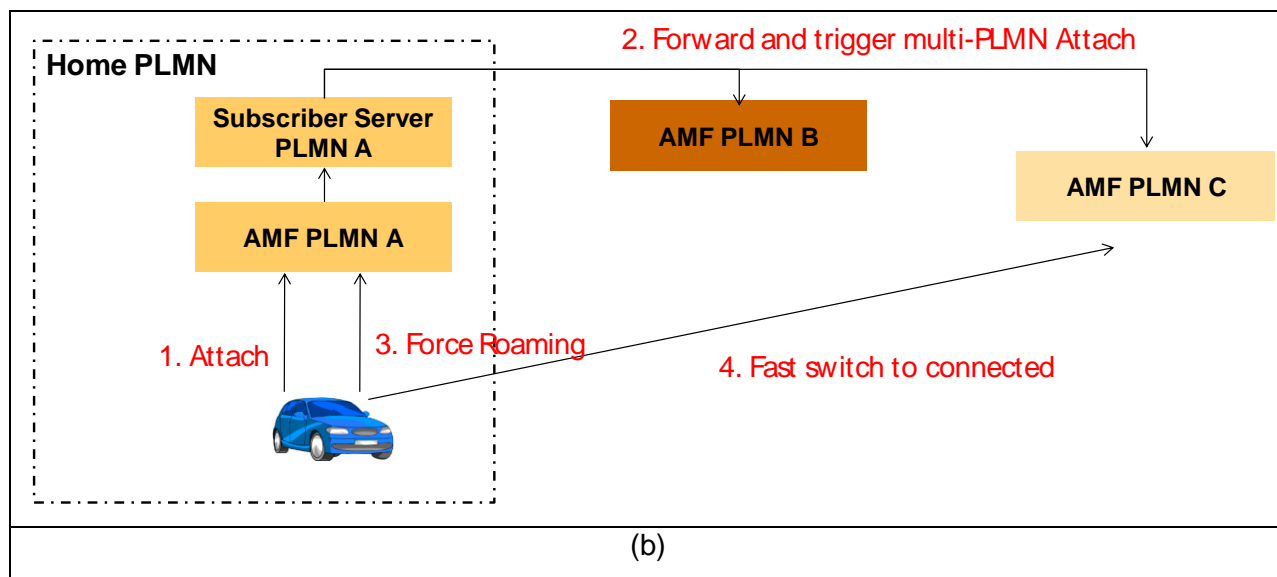 2. Forward and trigger multi-PLMN Attach
Home PLMN
Subscriber Server
PLMN A
AMF PLMN B
AMF PLMN C
AMF PLMN A
1. Attach
3. Force Roaming
4. Fast switch to connected
(b)